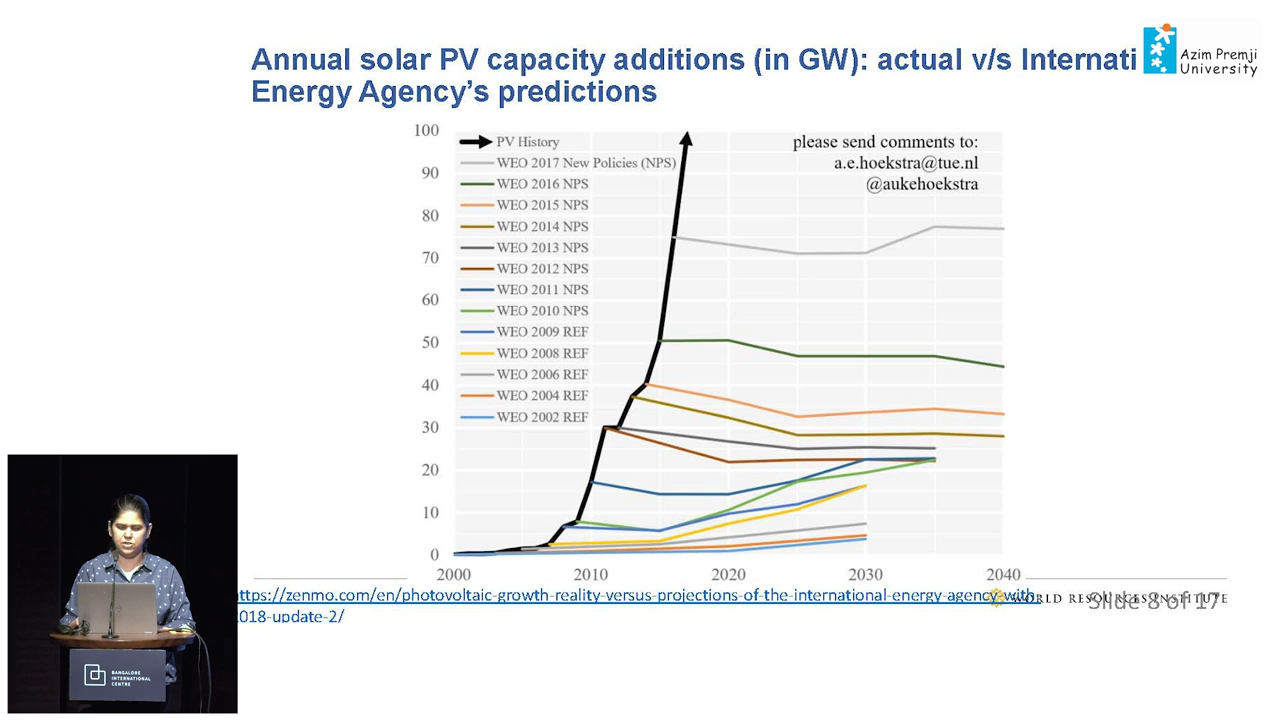 Annual solar PV capacity additions (in GW): actual v/s Internati
Energy Agency's predictions
Azim Premji
University
100
90
80
70
60
50
40
30
20
10
0
PV History
WEO 2017 New Policies (NPS)
WEO 2016 NPS
WEO 2015 NPS
WEO 2014 NPS
WEO 2013 NPS
WEO 2012 NPS
WEO 2011 NPS
WEO 2010 NPS
WEO 2009 REF
WEO 2008 REF
WEO 2006 REF
WEO 2004 REF
WEO 2002 REF
please send comments to:
a.e.hoekstra@tue.nl
@aukehoekstra
2000 2010 2020 2030 2040
ttps://zenmo.com/en/photovoltaic-growth-reality-versus-projections-of-the-international-energy-agency-with
018-update-2/
WORLD RESOURCES INSTITUTE
Slide 8 of 17
BANGALORE
INTERNATIONAL
CENTRE